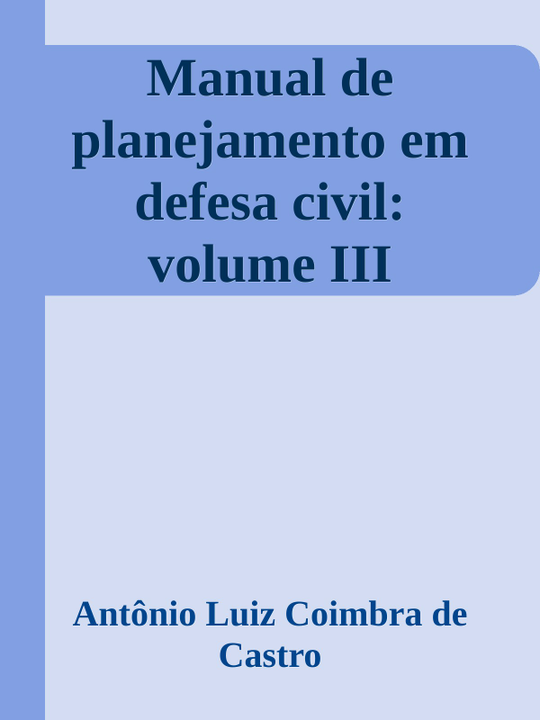 Manual de
planejamento em
defesa civil:
volume III
Antônio Luiz Coimbra de
Castro